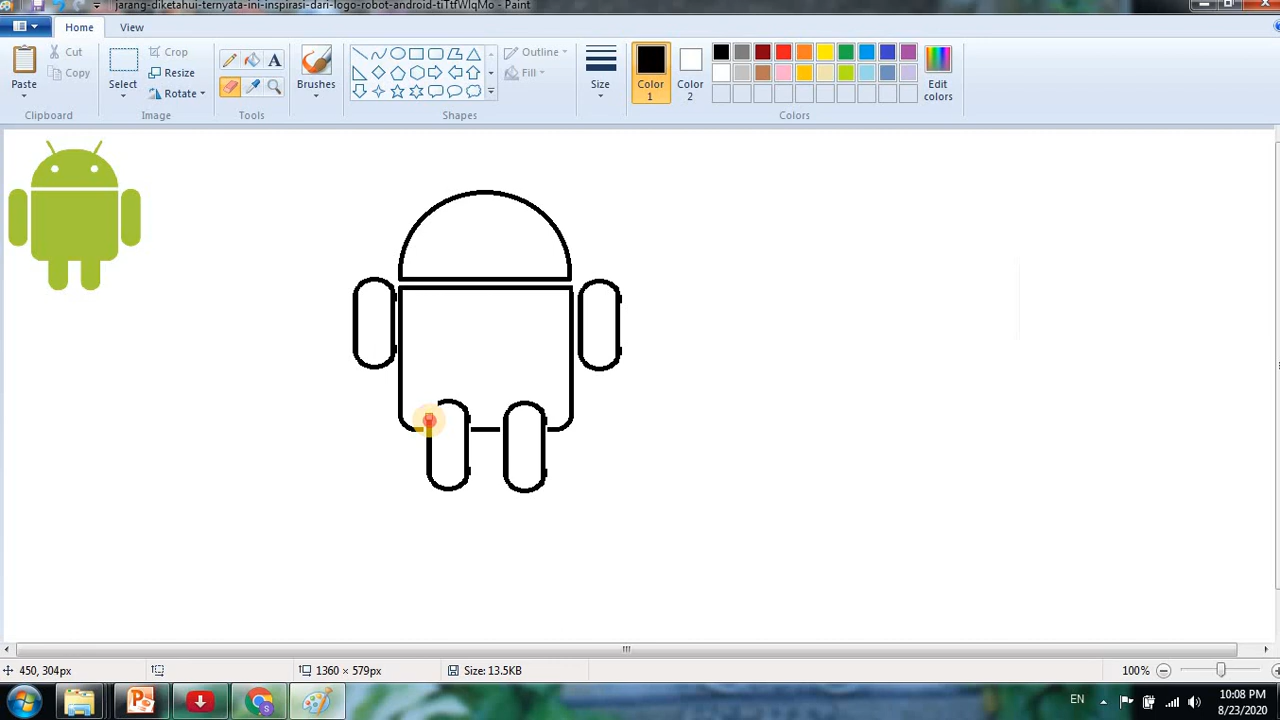 jarang-diketahui-ternyata-ini-inspirasi-dari-logo-robot-android-tiTtfWlqMo - Paint
Home
View
Paste
Cut
Copy
Clipboard
Select
Crop
Resize
Rotate
Image
Tools
Brushes
Outline
Fill
Shapes
Size
Color 1
Color 2
Edit colors
Colors
450, 304px
1360 × 579px
Size: 13.5KB
100%
EN
10:08 PM
8/23/2020